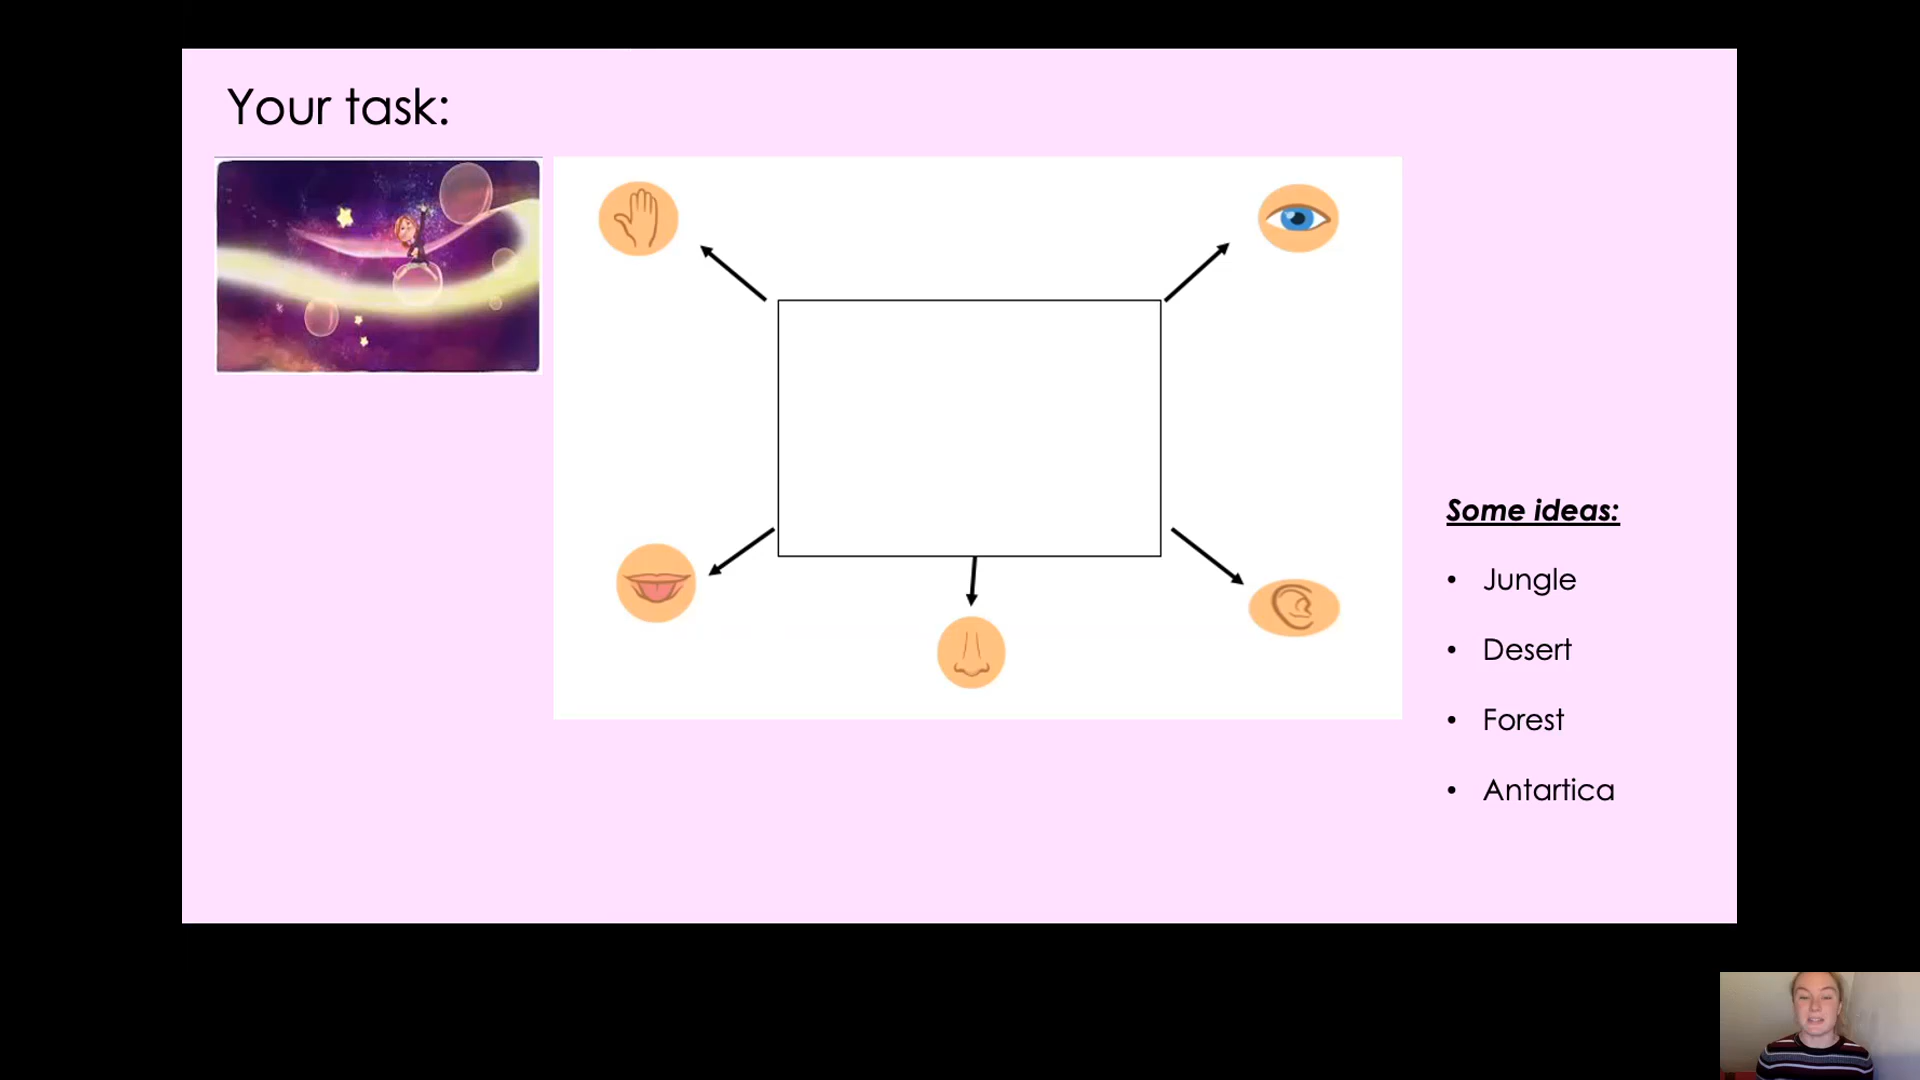 Your task:
Some ideas:
• Jungle
• Desert
• Forest
• Antartica